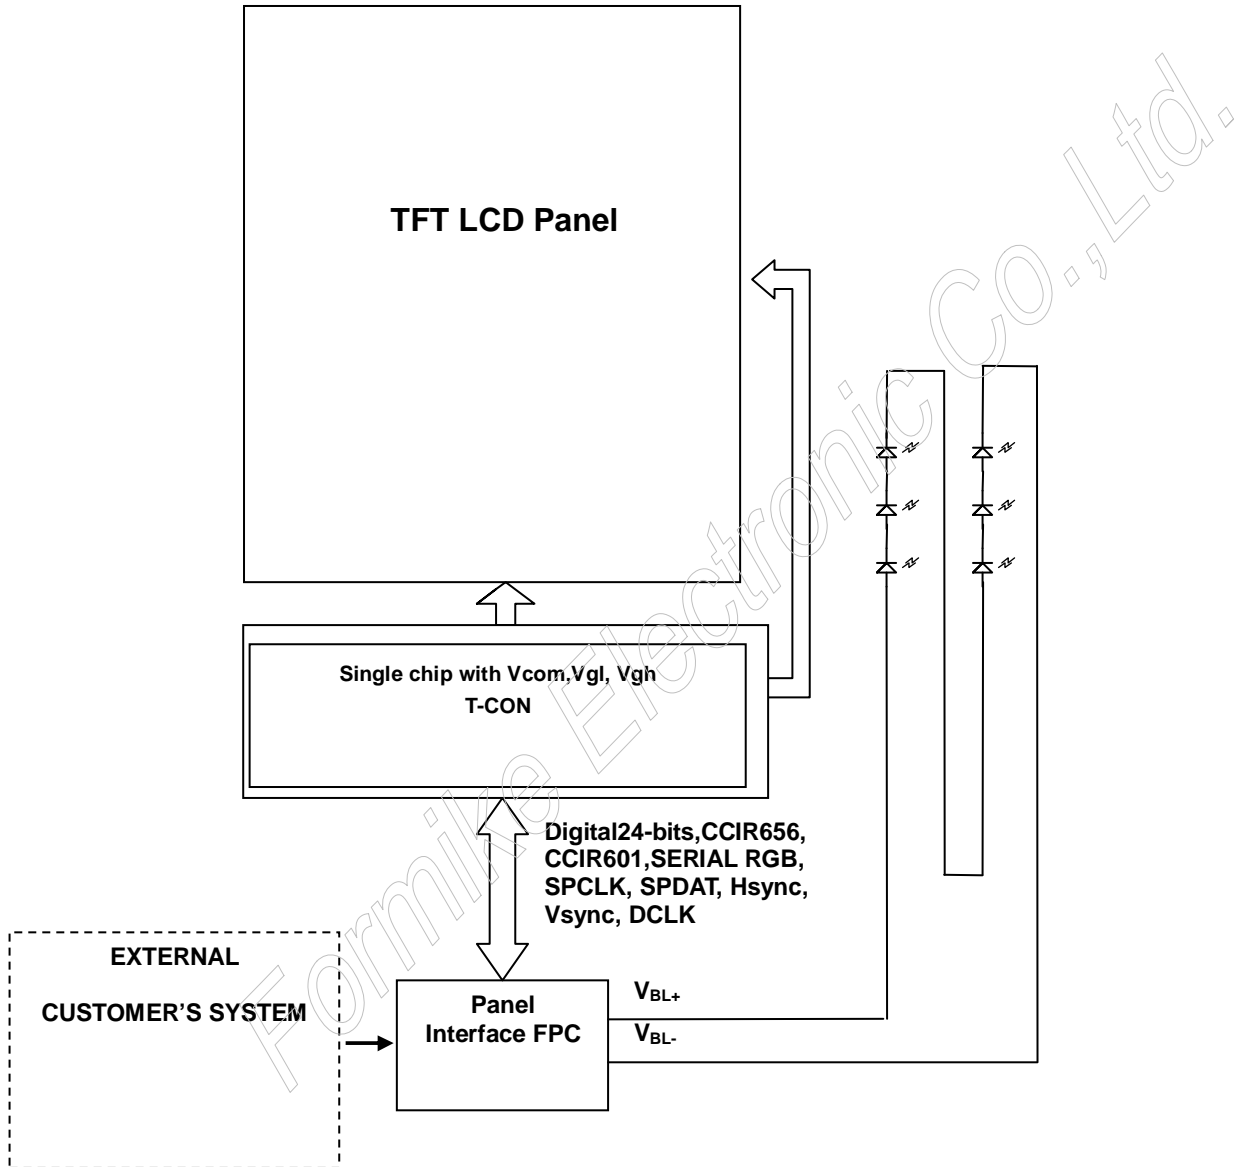 TFT LCD Panel
Single chip with Vcom,Vgl, Vgh
T-CON
Digital24-bits,CCIR656,
CCIR601,SERIAL RGB,
SPCLK, SPDAT, Hsync,
Vsync, DCLK
EXTERNAL
CUSTOMER'S SYSTEM
Panel
Interface FPC
VBL+
VBL-
Formike Electronic Co.,Ltd.